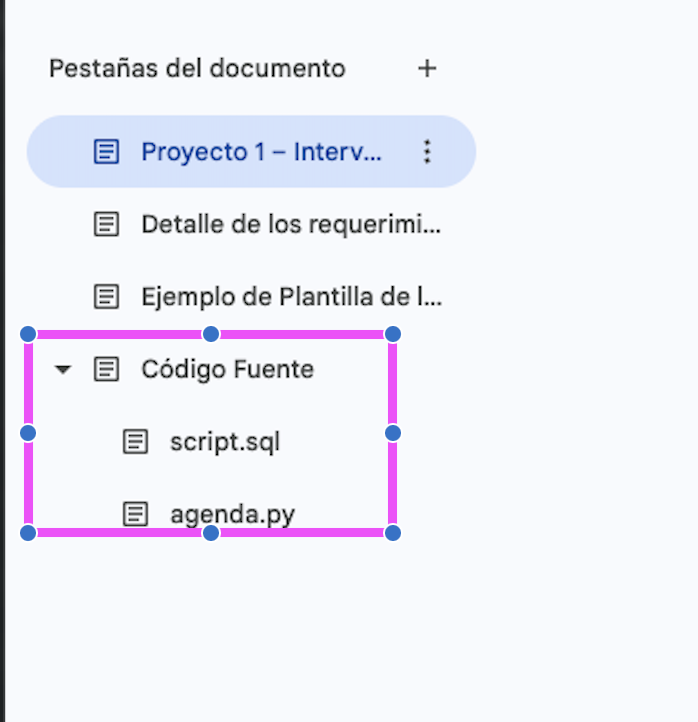 Pestañas del documento
Proyecto 1 – Interv...
Detalle de los requerimi...
Ejemplo de Plantilla de l...
Código Fuente
script.sql
agenda.py